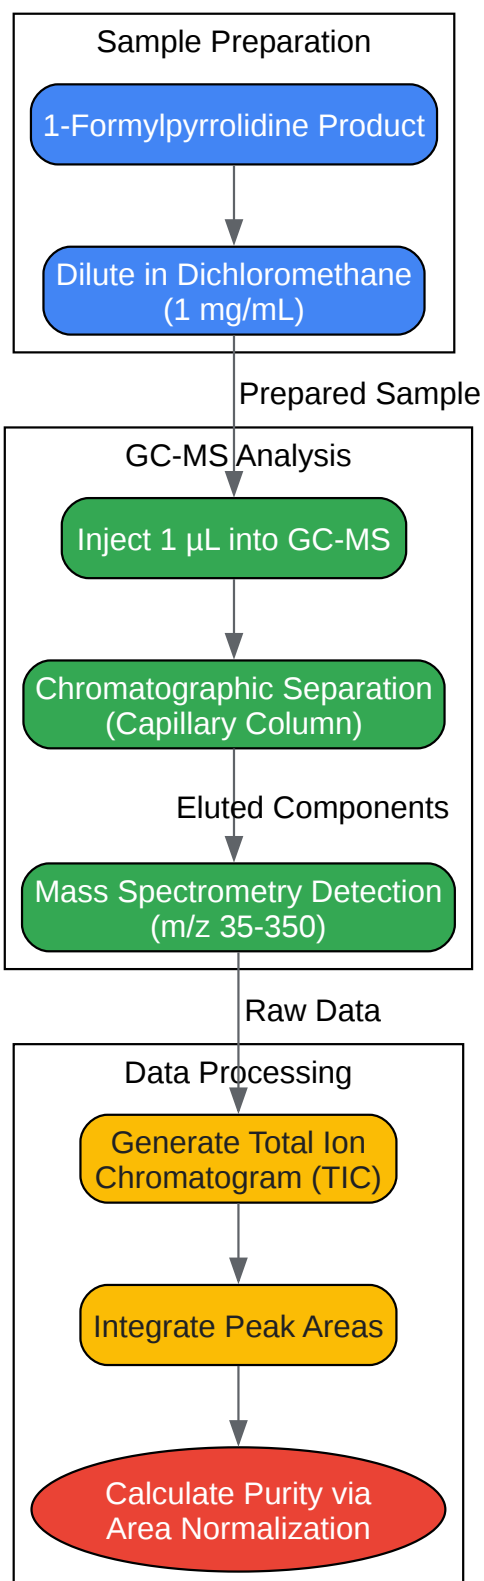 Sample Preparation
1-Formylpyrrolidine Product
Dilute in Dichloromethane
(1 mg/mL)
Prepared Sample
GC-MS Analysis
Inject 1 µL into GC-MS
Chromatographic Separation
(Capillary Column)
Eluted Components
Mass Spectrometry Detection
(m/z 35-350)
Raw Data
Data Processing
Generate Total Ion
Chromatogram (TIC)
Integrate Peak Areas
Calculate Purity via
Area Normalization